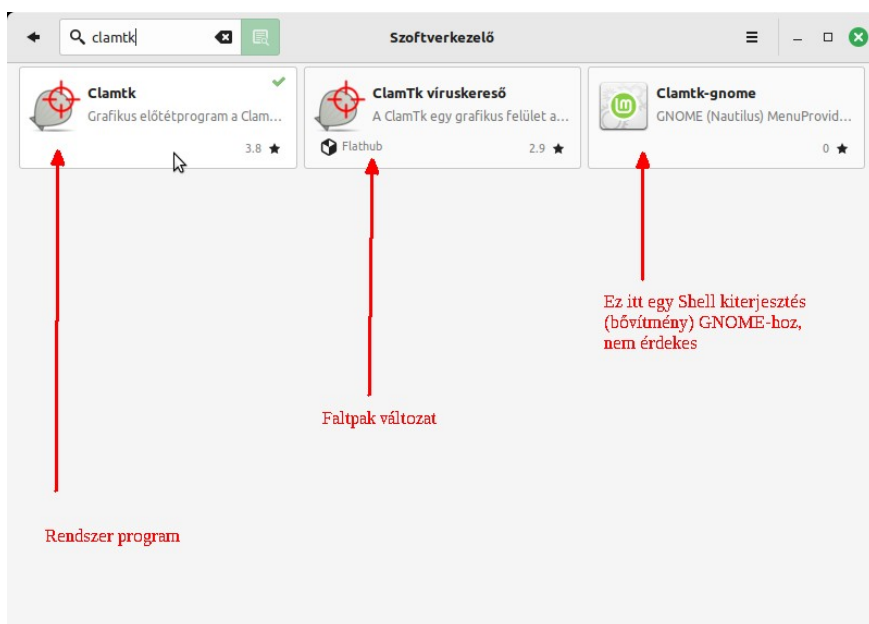 clamtk
Szoftverkezelő
Clamtk
Grafikus előtétprogram a Clam...
3.8 ★
ClamTk víruskereső
A ClamTk egy grafikus felület a...
Flathub
2.9 ★
Clamtk-gnome
GNOME (Nautilus) MenuProvid...
0 ★
Ez itt egy Shell kiterjesztés
(bővítmény) GNOME-hoz,
nem érdekes
Faltpak változat
Rendszer program